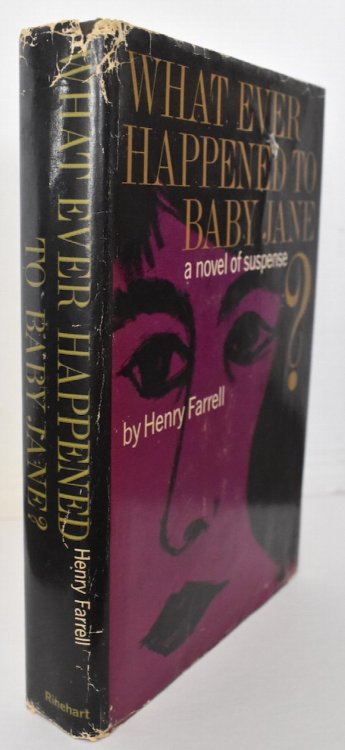 WHAT EVER
HAPPENED TO
BABY JANE
a novel of suspense
?
by Henry Farrell
WHAT EVER HAPPENED
TO BABY JANE?
Henry Farrell
Rinehart